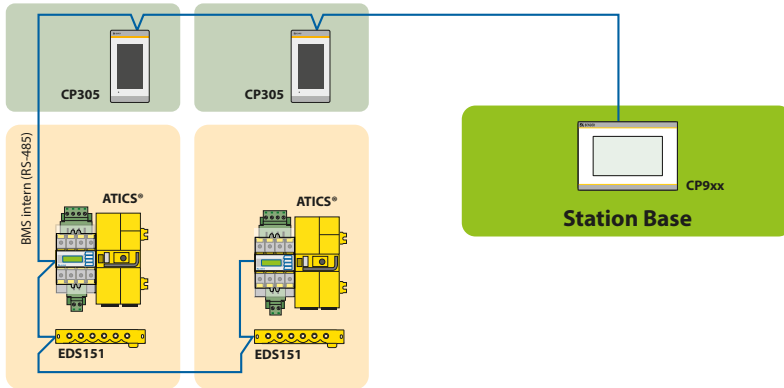 CP305
CP305
BMS intern (RS-485)
ATICS®
ATICS®
CP9xx
Station Base
EDS151
EDS151